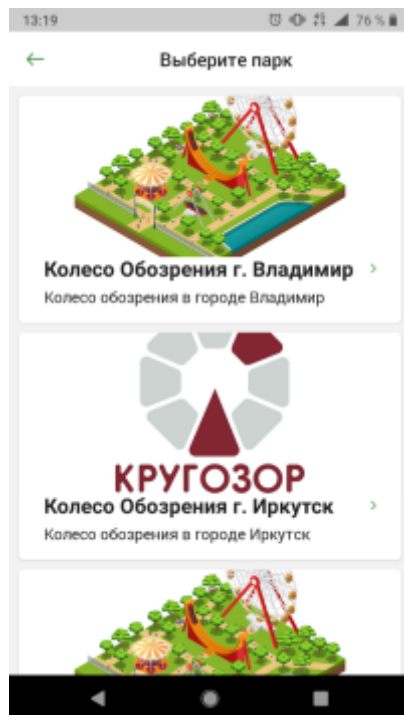 13:19
76 %
Выберите парк
Колесо Обозрения г. Владимир
Колесо обозрения в городе Владимир
КРУГОЗОР
Колесо Обозрения г. Иркутск
Колесо обозрения в городе Иркутск